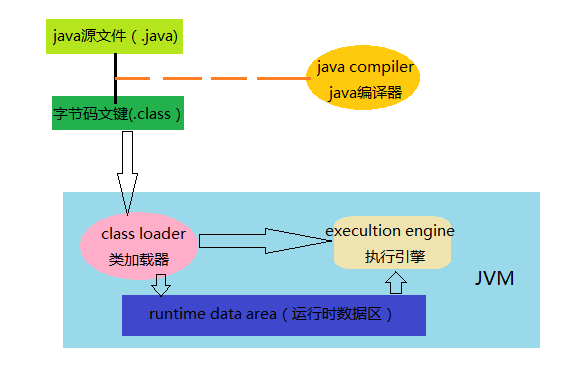 java源文件（.java)
java compiler
java编译器
字节码文键(.class )
class loader
类加载器
execultion engine
执行引擎
JVM
runtime data area（运行时数据区）